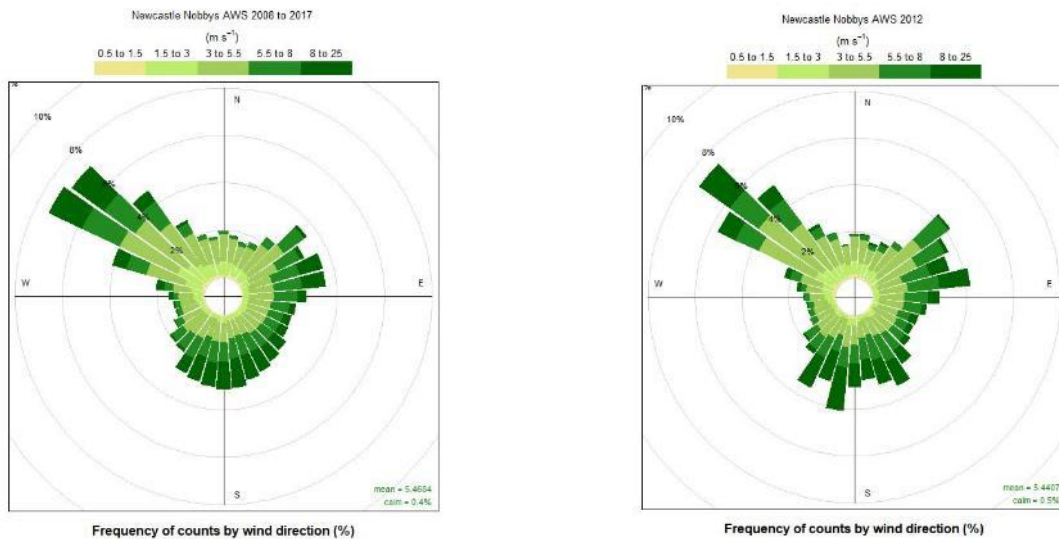 Newcastle Nobbys AWS 2008 to 2017
(m s⁻¹)
0.5 to 1.5 1.5 to 3 3 to 5.5 5.5 to 8 8 to 25
N
10%
8%
6%
4%
2%
W
E
S
mean = 5.4684
calm = 0.4%
Frequency of counts by wind direction (%)
Newcastle Nobbys AWS 2012
(m s⁻¹)
0.5 to 1.5 1.5 to 3 3 to 5.5 5.5 to 8 8 to 25
N
10%
8%
6%
4%
2%
W
E
S
mean = 5.4407
calm = 0.5%
Frequency of counts by wind direction (%)